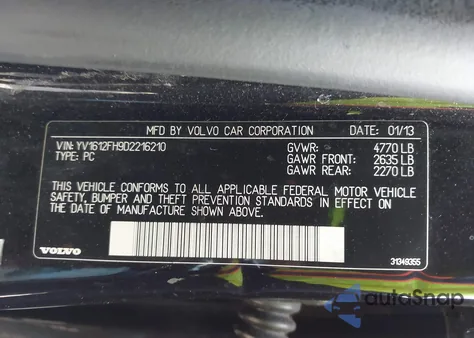 MFD. BY VOLVO CAR CORPORATION DATE: 01/13
VIN: YV1612FH9D2216210 GVWR: 4770 LB
TYPE: PC GAWR FRONT: 2635 LB
GAWR REAR: 2270 LB
THIS VEHICLE CONFORMS TO ALL APPLICABLE FEDERAL MOTOR VEHICLE
SAFETY, BUMPER AND THEFT PREVENTION STANDARDS IN EFFECT ON THE
DATE OF MANUFACTURE SHOWN ABOVE.
VOLVO 31349355
autoSnap